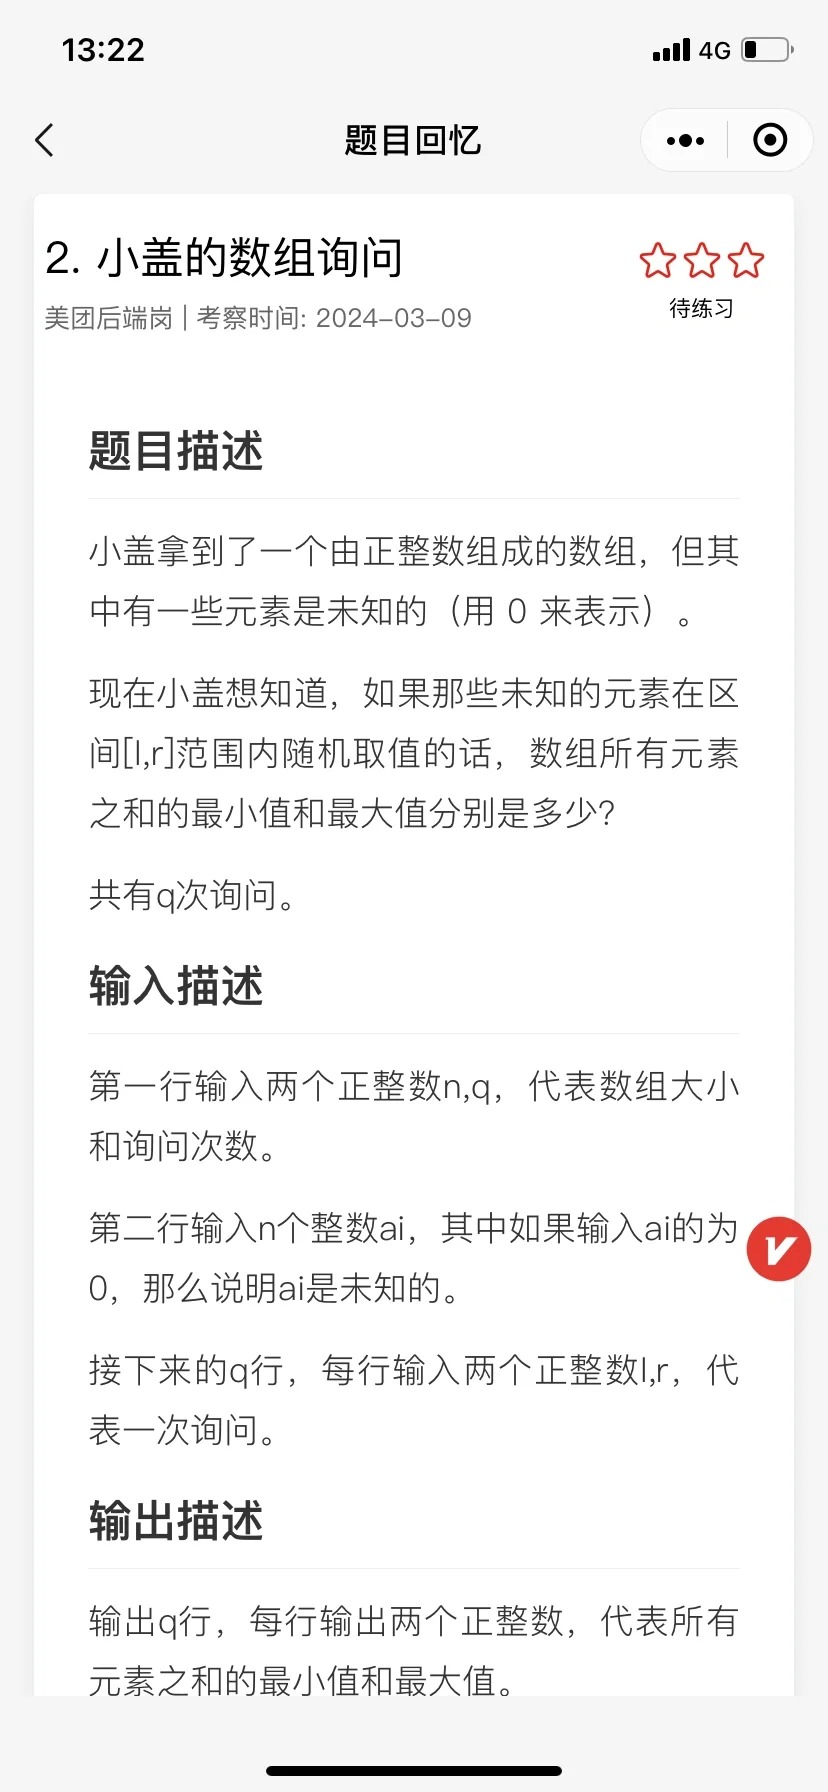 13:22
4G
题目回忆
2. 小盖的数组询问
美团后端岗 | 考察时间: 2024-03-09
待练习
题目描述
小盖拿到了一个由正整数组成的数组，但其
中有一些元素是未知的（用 0 来表示）。
现在小盖想知道，如果那些未知的元素在区
间[l,r]范围内随机取值的话，数组所有元素
之和的最小值和最大值分别是多少?
共有q次询问。
输入描述
第一行输入两个正整数n,q，代表数组大小
和询问次数。
第二行输入n个整数ai，其中如果输入ai的为
0，那么说明ai是未知的。
接下来的q行，每行输入两个正整数l,r，代
表一次询问。
输出描述
输出q行，每行输出两个正整数，代表所有
元素之和的最小值和最大值。